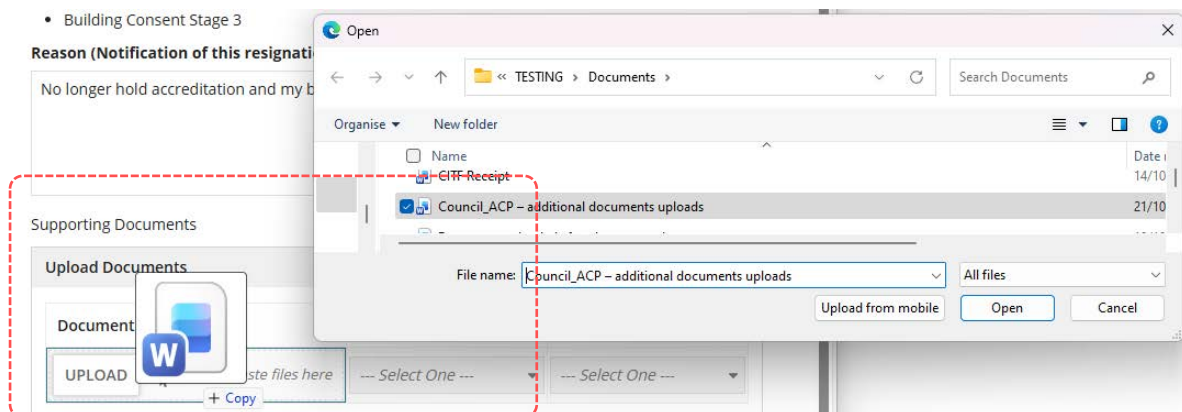 • Building Consent Stage 3
Reason (Notification of this resignati
No longer hold accreditation and my b
Supporting Documents
Upload Documents
Document
UPLOAD
ste files here
--- Select One ---
--- Select One ---
+ Copy
W
Open
« TESTING › Documents ›
Search Documents
Organise
New folder
Name
Date
CITF Receipt
14/10
Council_ACP – additional documents uploads
21/10
File name:
Council_ACP – additional documents uploads
All files
Upload from mobile
Open
Cancel